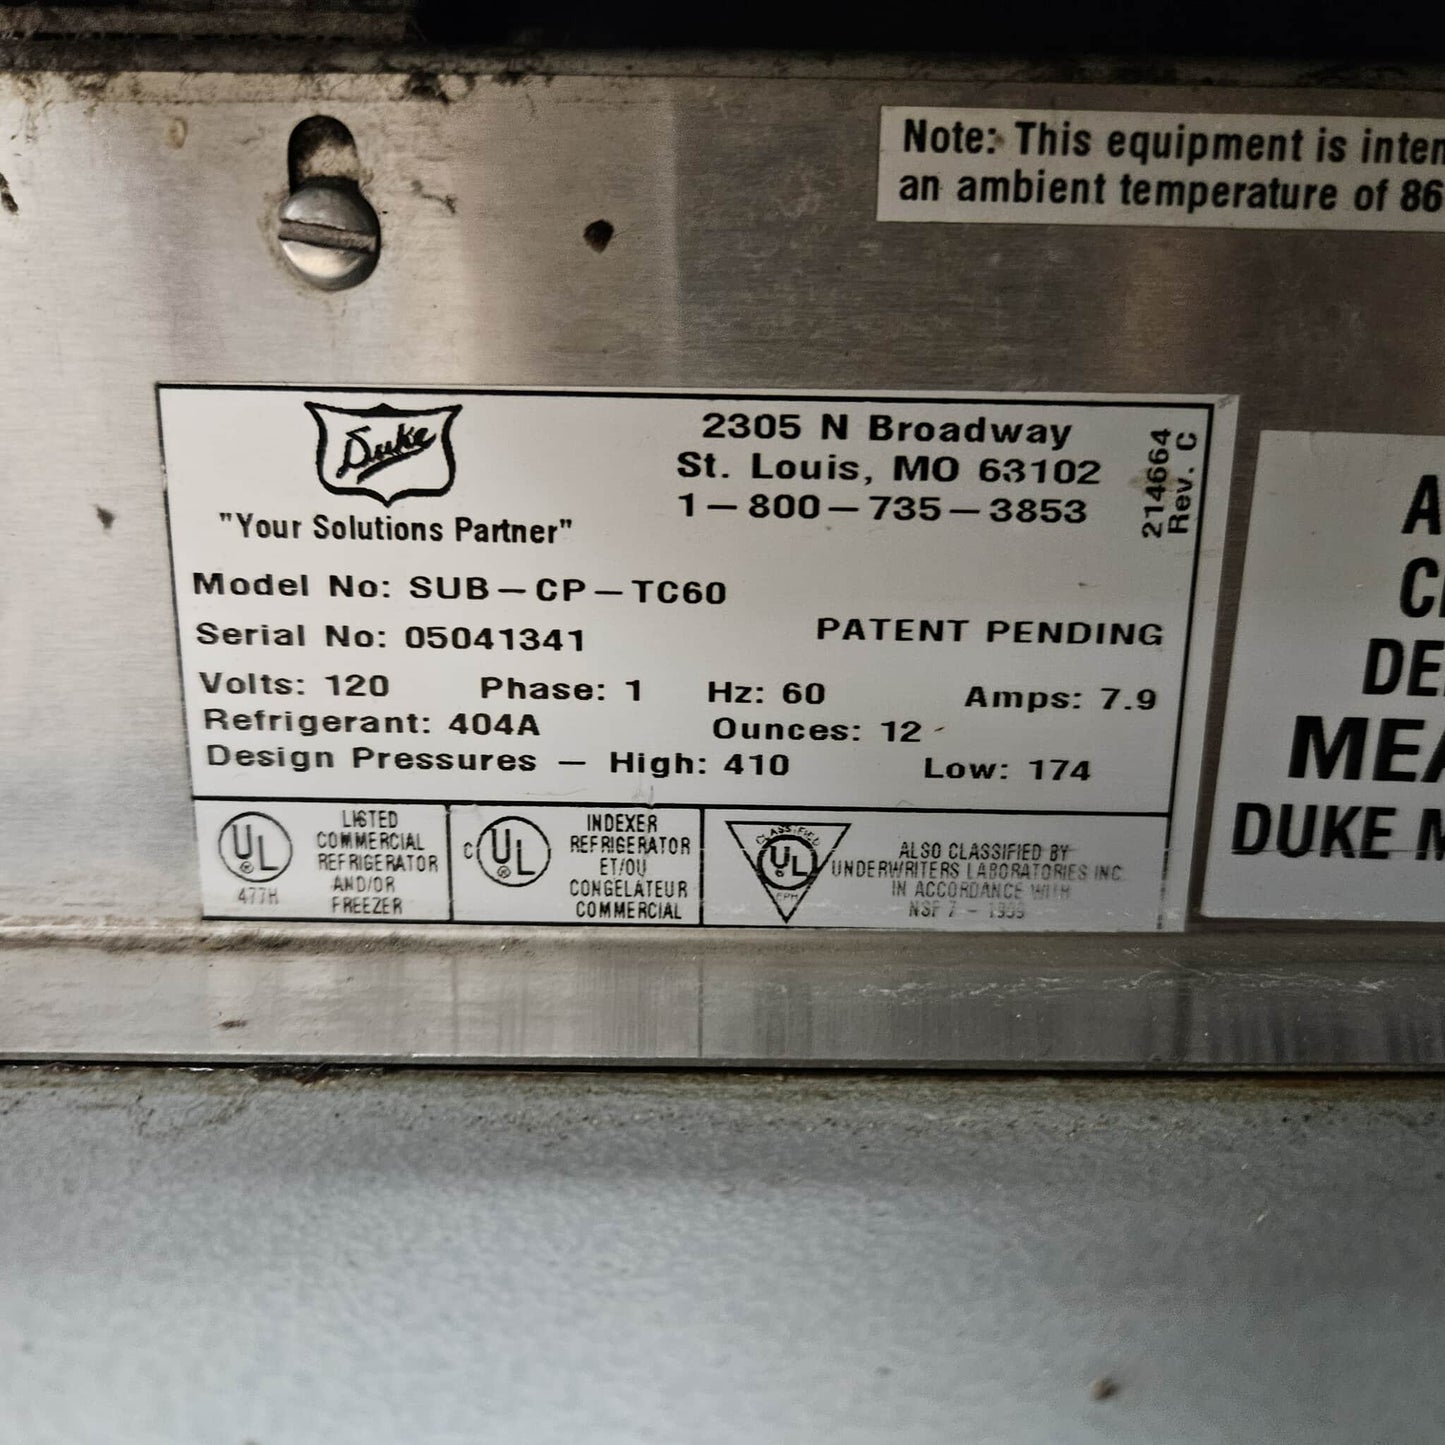 Note: This equipment is inten
an ambient temperature of 86
Duke
"Your Solutions Partner"
2305 N Broadway
St. Louis, MO 63102
1-800-735-3853
214664
Rev. C
Model No: SUB-CP-TC60
Serial No: 05041341
PATENT PENDING
Volts: 120 Phase: 1 Hz: 60 Amps: 7.9
Refrigerant: 404A Ounces: 12
Design Pressures - High: 410 Low: 174
UL
®
477H
LISTED
COMMERCIAL
REFRIGERATOR
AND/OR
FREEZER
C UL
®
INDEXER
REFRIGERATOR
ET/OU
CONGELATEUR
COMMERCIAL
CLASSIFIED
UL
®
EPH
ALSO CLASSIFIED BY
UNDERWRITERS LABORATORIES INC.
IN ACCORDANCE WITH
NSF 7 -
A
C
DE
MEA
DUKE M